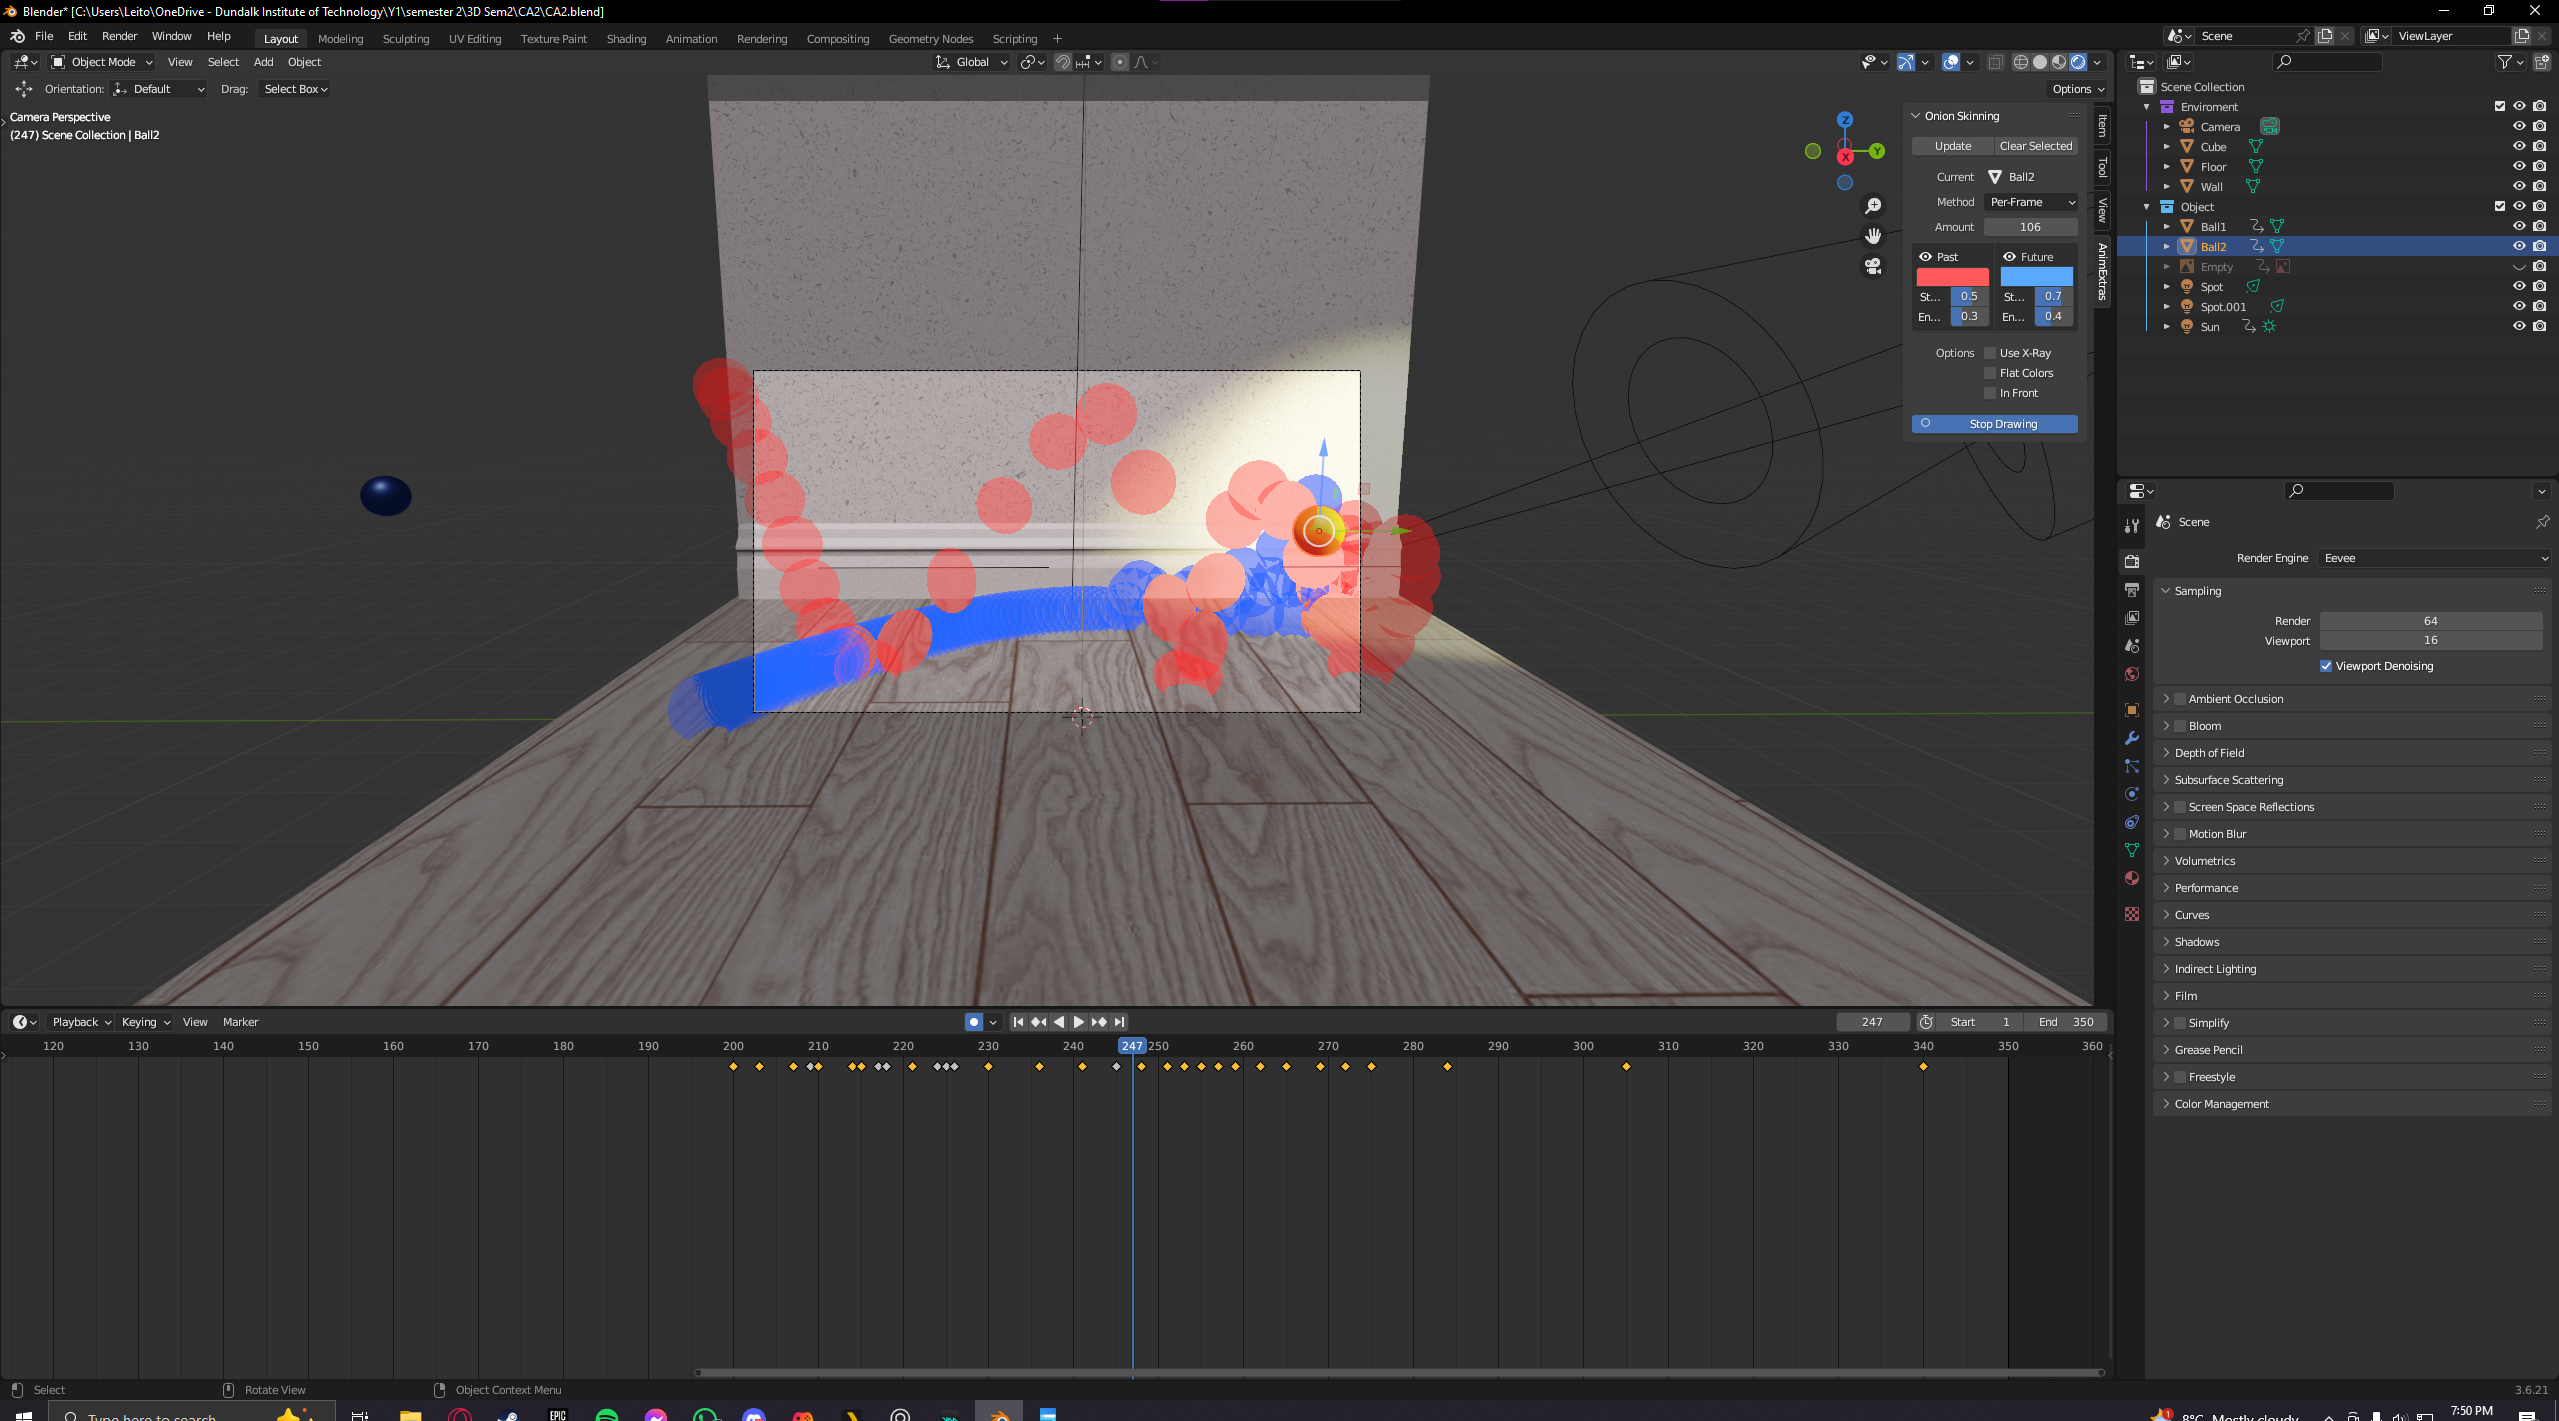 Blender* [C:\Users\Leito\OneDrive - Dundalk Institute of Technology\Y1\semester 2\3D Sem2\CA2\CA2.blend]
File Edit Render Window Help Layout Modeling Sculpting UV Editing Texture Paint Shading Animation Rendering Compositing Geometry Nodes Scripting Scene ViewLayer
Object Mode View Select Add Object Global
Orientation: Default Drag: Select Box Options
Camera Perspective
(247) Scene Collection | Ball2
Z
Y
X
Onion Skinning
Update Clear Selected
Current Ball2
Method Per-Frame
Amount 106
Past Future
St... 0.5 St... 0.7
En... 0.3 En... 0.4
Options Use X-Ray
Flat Colors
In Front
Stop Drawing
Item
Tool
View
AnimExtras
Scene Collection
Enviroment
Camera
Cube
Floor
Wall
Object
Ball1
Ball2
Empty
Spot
Spot.001
Sun
Scene
Render Engine Eevee
Sampling
Render 64
Viewport 16
Viewport Denoising
Ambient Occlusion
Bloom
Depth of Field
Subsurface Scattering
Screen Space Reflections
Motion Blur
Volumetrics
Performance
Curves
Shadows
Indirect Lighting
Film
Simplify
Grease Pencil
Freestyle
Color Management
Playback Keying View Marker 247 Start 1 End 350
120 130 140 150 160 170 180 190 200 210 220 230 240 247 250 260 270 280 290 300 310 320 330 340 350 360
Select Rotate View Object Context Menu 3.6.21
Type here to search EPIC 1 8°C Mostly cloudy 7:50 PM